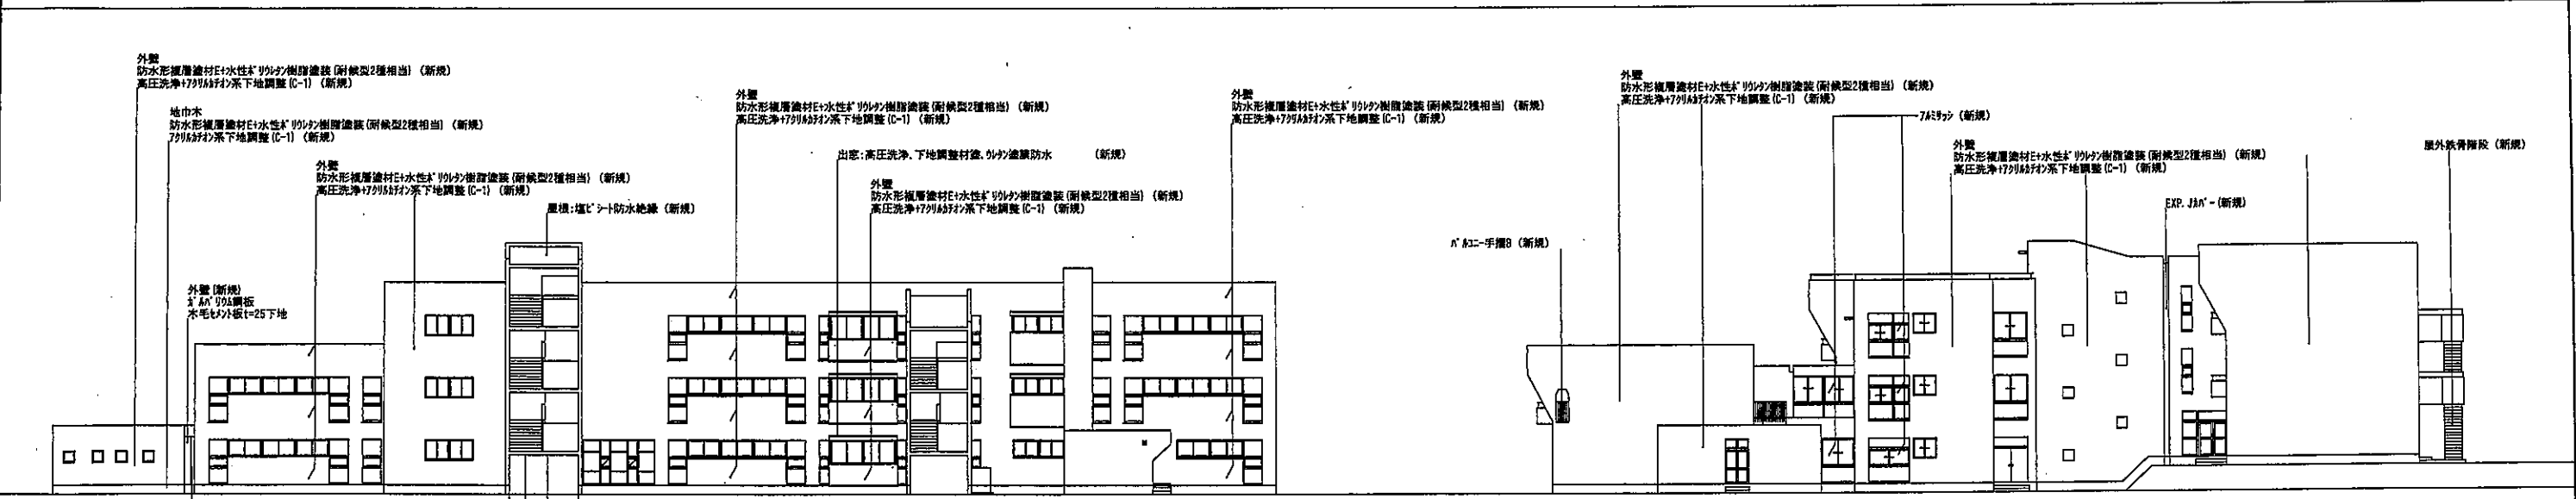 外壁
防水形複層塗材E+水性ﾎﾟﾘｳﾚﾀﾝ樹脂塗装(耐候型2種相当)（新規）
高圧洗浄+ｱｸﾘﾙｶﾁｵﾝ系下地調整(C-1)（新規）
地巾木
防水形複層塗材E+水性ﾎﾟﾘｳﾚﾀﾝ樹脂塗装(耐候型2種相当)（新規）
ｱｸﾘﾙｶﾁｵﾝ系下地調整(C-1)（新規）
外壁
防水形複層塗材E+水性ﾎﾟﾘｳﾚﾀﾝ樹脂塗装(耐候型2種相当)（新規）
高圧洗浄+ｱｸﾘﾙｶﾁｵﾝ系下地調整(C-1)（新規）
外壁(新規)
ｶﾞﾙﾊﾞﾘｳﾑ鋼板
木毛ｾﾒﾝﾄ板t=25下地
屋根:塩ﾋﾞｼｰﾄ防水絶縁（新規）
外壁
防水形複層塗材E+水性ﾎﾟﾘｳﾚﾀﾝ樹脂塗装(耐候型2種相当)（新規）
高圧洗浄+ｱｸﾘﾙｶﾁｵﾝ系下地調整(C-1)（新規）
出窓:高圧洗浄､下地調整材塗､ｳﾚﾀﾝ塗膜防水　（新規）
外壁
防水形複層塗材E+水性ﾎﾟﾘｳﾚﾀﾝ樹脂塗装(耐候型2種相当)（新規）
高圧洗浄+ｱｸﾘﾙｶﾁｵﾝ系下地調整(C-1)（新規）
外壁
防水形複層塗材E+水性ﾎﾟﾘｳﾚﾀﾝ樹脂塗装(耐候型2種相当)（新規）
高圧洗浄+ｱｸﾘﾙｶﾁｵﾝ系下地調整(C-1)（新規）
ﾊﾞﾙｺﾆｰ手摺B（新規）
外壁
防水形複層塗材E+水性ﾎﾟﾘｳﾚﾀﾝ樹脂塗装(耐候型2種相当)（新規）
高圧洗浄+ｱｸﾘﾙｶﾁｵﾝ系下地調整(C-1)（新規）
ｱﾙﾐｻｯｼ（新規）
外壁
防水形複層塗材E+水性ﾎﾟﾘｳﾚﾀﾝ樹脂塗装(耐候型2種相当)（新規）
高圧洗浄+ｱｸﾘﾙｶﾁｵﾝ系下地調整(C-1)（新規）
EXP.Jｶﾊﾞｰ(新規)
屋外鉄骨階段（新規）